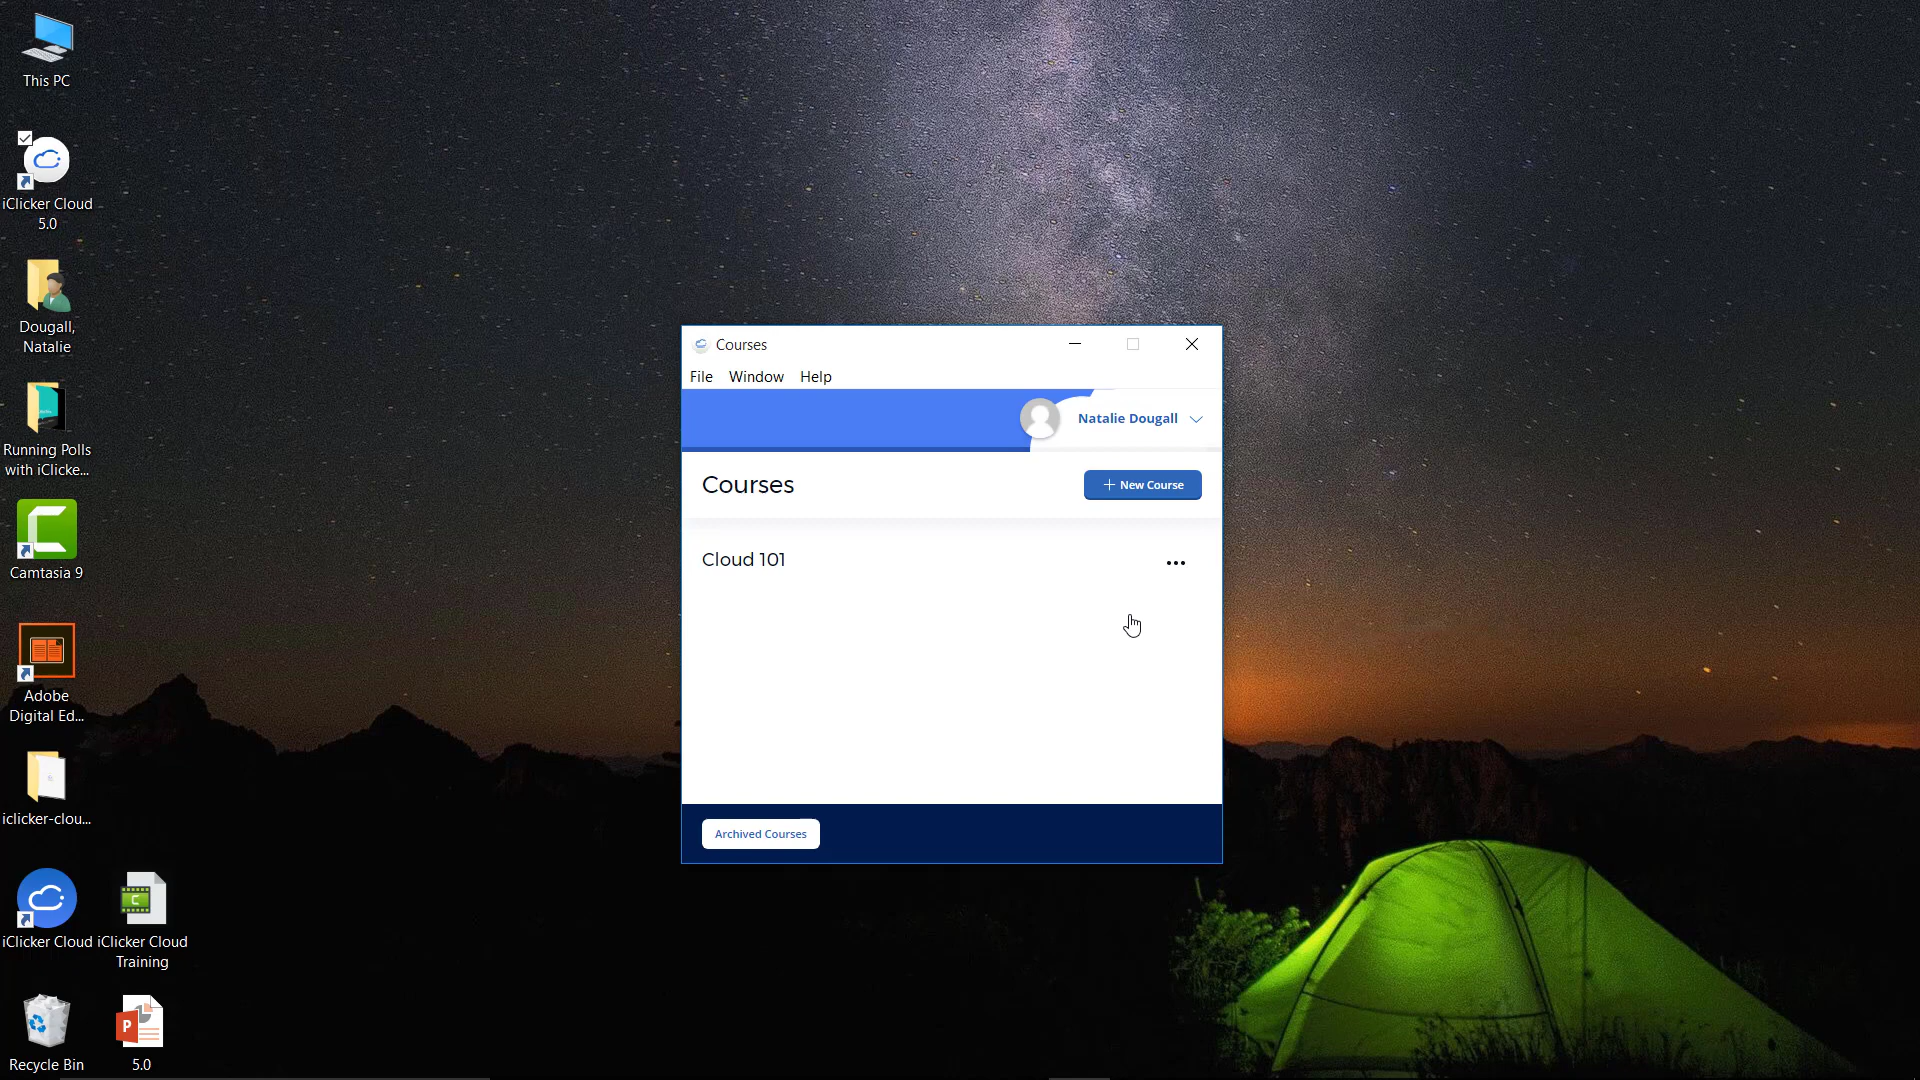 This PC
iClicker Cloud
5.0
Dougall,
Natalie
Running Polls
with iClicke...
Camtasia 9
Adobe
Digital Ed...
iclicker-clou...
iClicker Cloud
iClicker Cloud
Training
Recycle Bin
5.0
Courses
File Window Help
Natalie Dougall
Courses
New Course
Cloud 101
Archived Courses